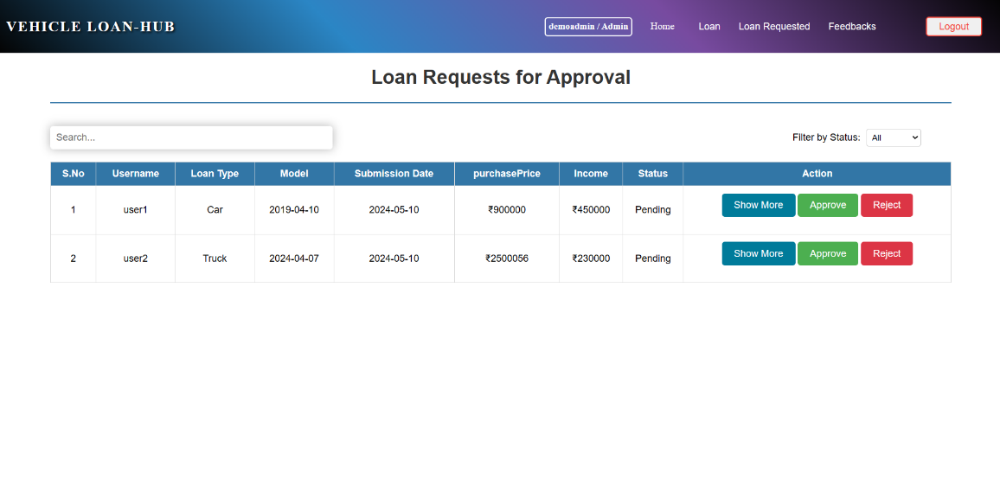 VEHICLE LOAN-HUB demoadmin / Admin Home Loan Loan Requested Feedbacks Logout
Loan Requests for Approval
Search... Filter by Status: All
S.No Username Loan Type Model Submission Date purchasePrice Income Status Action
1 user1 Car 2019-04-10 2024-05-10 ₹900000 ₹450000 Pending Show More Approve Reject
2 user2 Truck 2024-04-07 2024-05-10 ₹2500056 ₹230000 Pending Show More Approve Reject